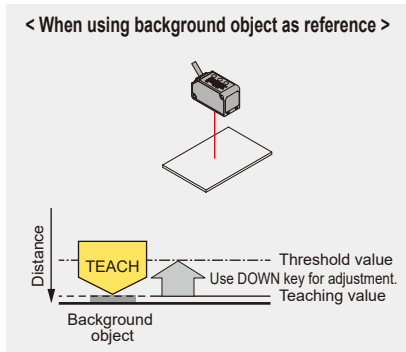 < When using background object as reference >
Distance
TEACH
Threshold value
Use DOWN key for adjustment.
Teaching value
Background
object